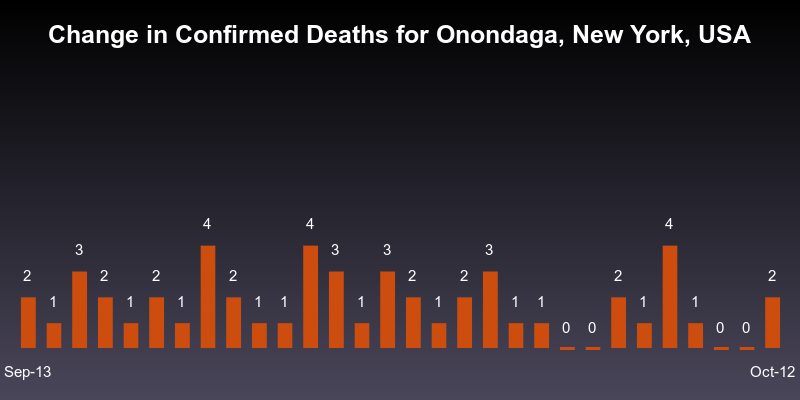 Change in Confirmed Deaths for Onondaga, New York, USA
2 1 3 2 1 2 1 4 2 1 1 4 3 1 3 2 1 2 3 1 1 0 0 2 1 4 1 0 0 2
Sep-13 Oct-12